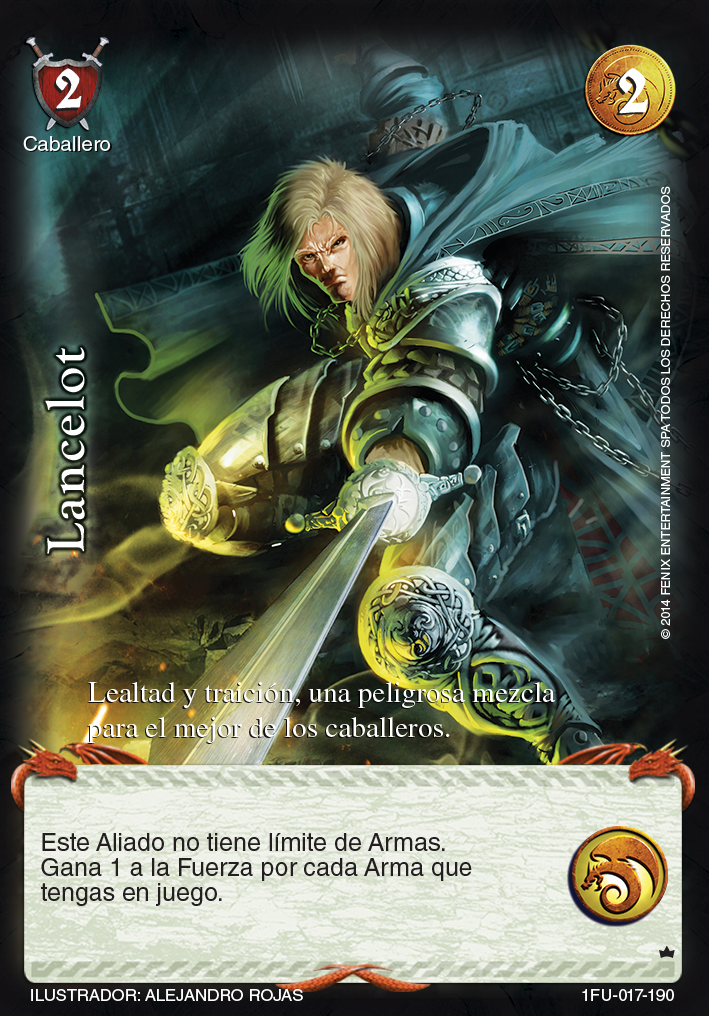 2
Caballero
2
Lancelot
© 2014 FENIX ENTERTAINMENT SPA TODOS LOS DERECHOS RESERVADOS
Lealtad y traición, una peligrosa mezcla
para el mejor de los caballeros.
Este Aliado no tiene límite de Armas.
Gana 1 a la Fuerza por cada Arma que
tengas en juego.
ILUSTRADOR: ALEJANDRO ROJAS
1FU-017-190